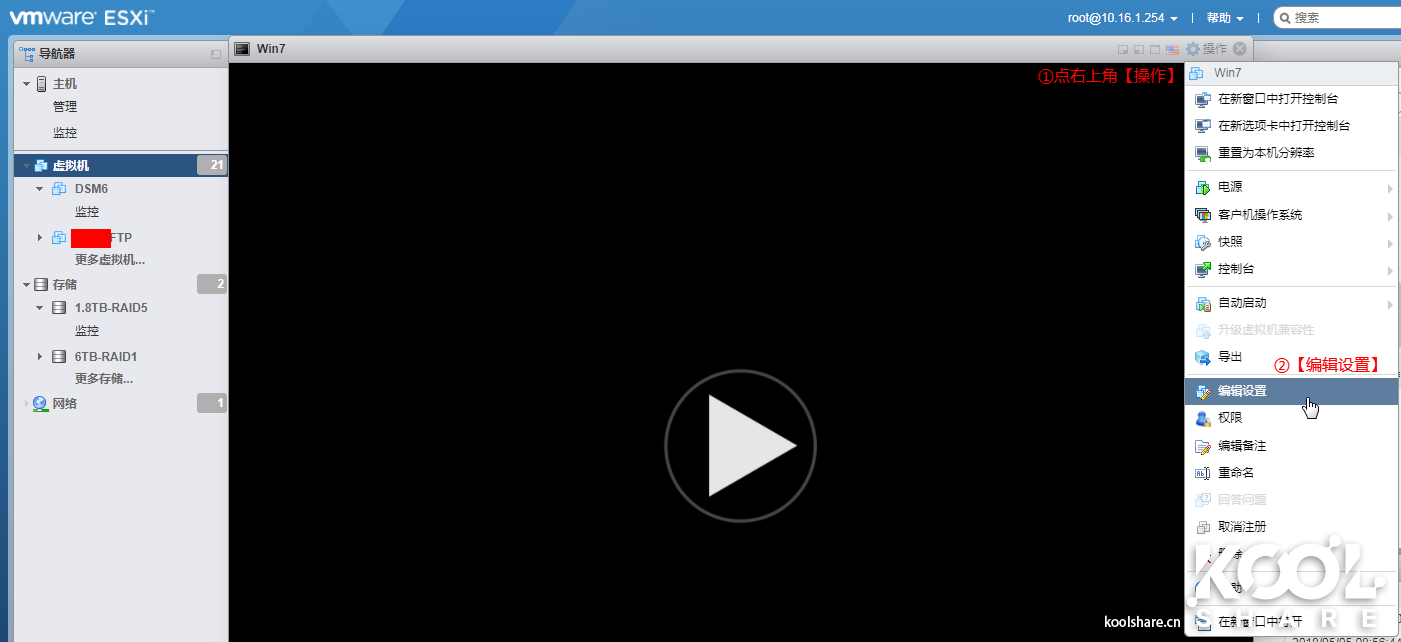 vmware ESXi™
root@10.16.1.254
帮助
搜索
导航器
Win7
操作
①点右上角【操作】
主机
管理
监控
虚拟机
21
DSM6
监控
FTP
更多虚拟机...
存储
2
1.8TB-RAID5
监控
6TB-RAID1
更多存储...
网络
1
Win7
在新窗口中打开控制台
在新选项卡中打开控制台
重置为本机分辨率
电源
客户机操作系统
快照
控制台
自动启动
升级虚拟机兼容性
导出
②【编辑设置】
编辑设置
权限
编辑备注
重命名
回答问题
取消注册
删除
助
在新窗口中打开
KOOL
SHARE
koolshare.cn